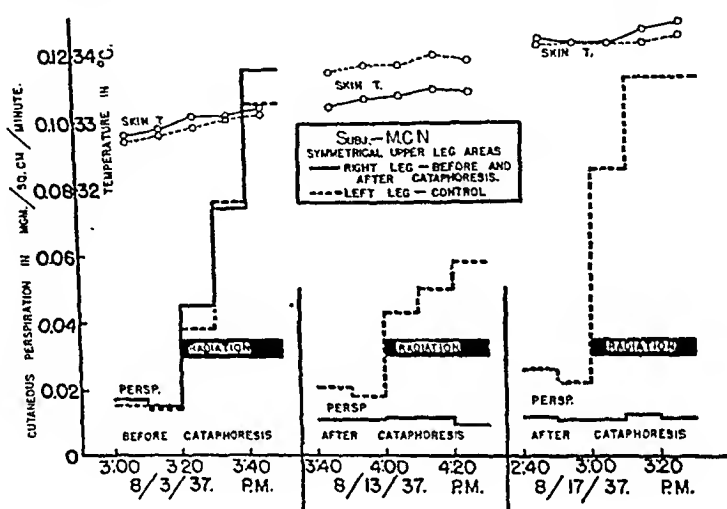 CUTANEOUS PERSPIRATION IN MGM./SQ.CM/MINUTE.
TEMPERATURE IN °C.
0.12
0.10
0.08
0.06
0.04
0.02
0
34
33
32
SKIN T.
SKIN T.
SKIN T.
SUBJ.—MCN
SYMMETRICAL UPPER LEG AREAS
RIGHT LEG—BEFORE AND
AFTER CATAPHORESIS.
LEFT LEG—CONTROL
RADIATION
RADIATION
RADIATION
PERSP.
PERSP
PERSP.
BEFORE CATAPHORESIS
AFTER CATAPHORESIS
AFTER CATAPHORESIS
3:00 3:20 3:40
3:40 4:00 4:20
2:40 3:00 3:20
8/3/37. P.M.
8/13/37. P.M.
8/17/37. P.M.